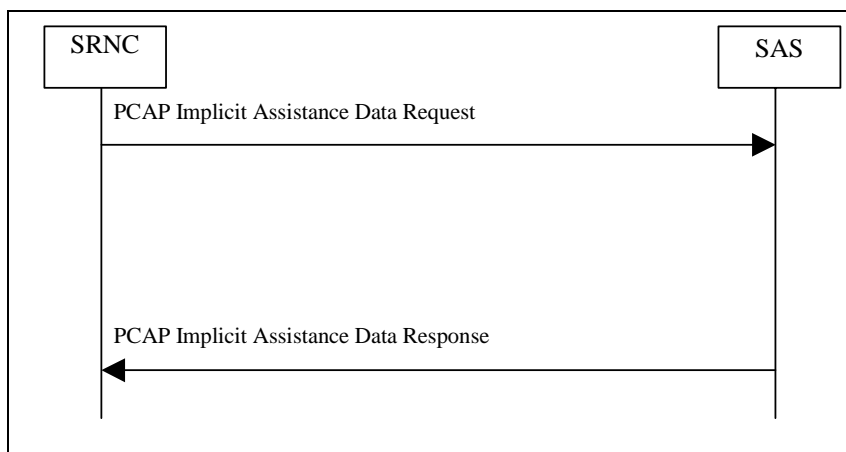 SRNC
SAS
PCAP Implicit Assistance Data Request
PCAP Implicit Assistance Data Response